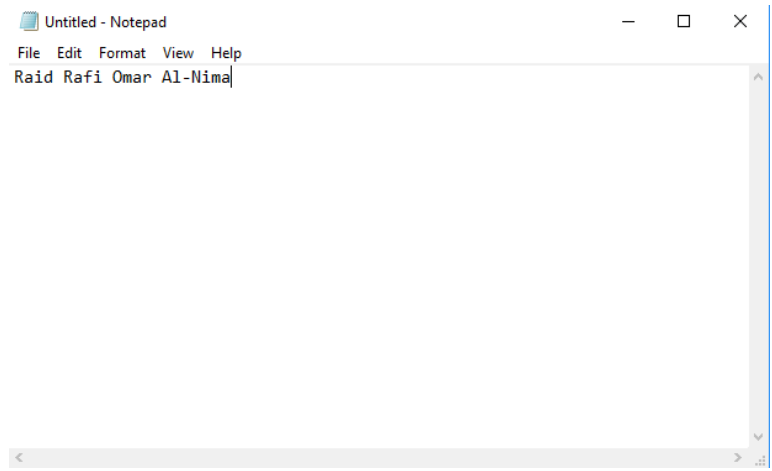 Untitled - Notepad
File Edit Format View Help
Raid Rafi Omar Al-Nima